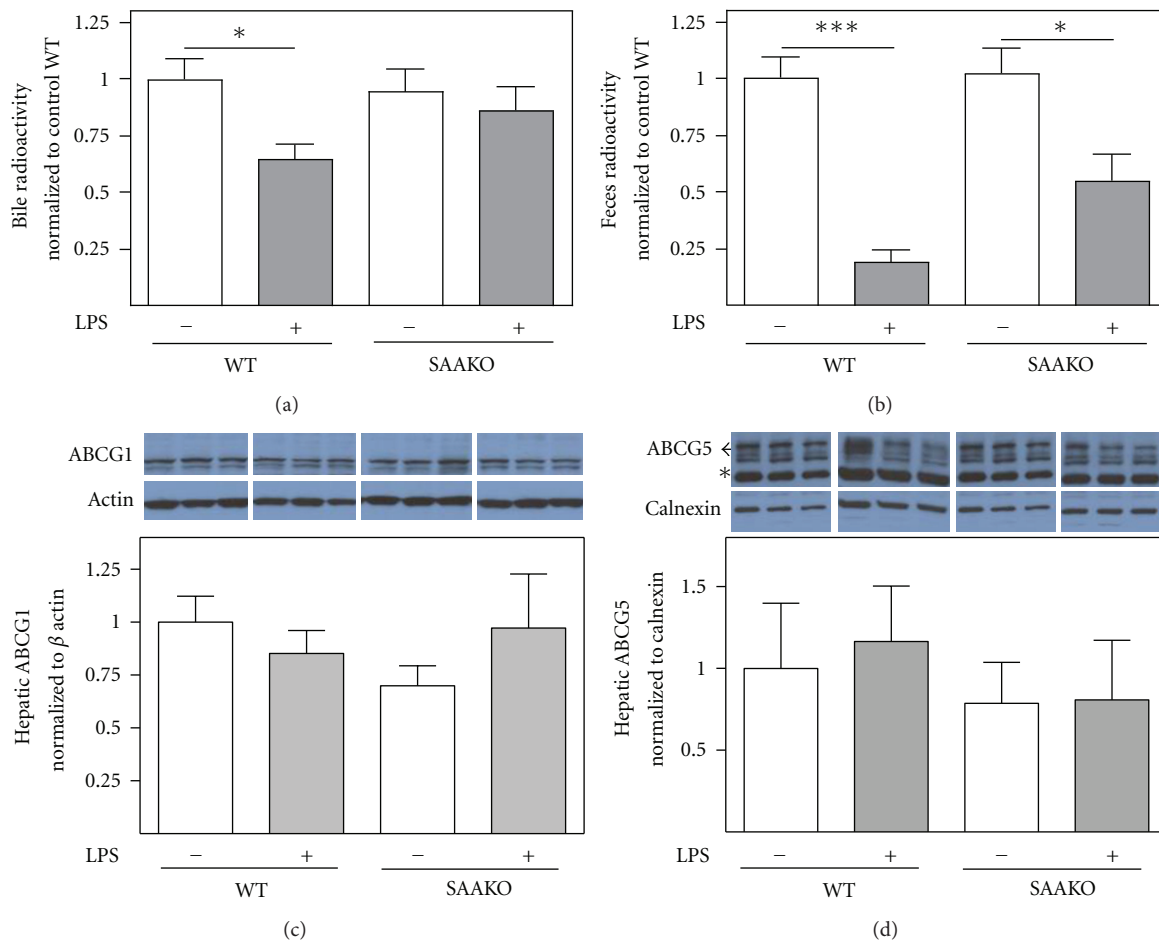 Bile radioactivity
normalized to control WT
1.25
1
0.75
0.5
0.25
*
LPS
− + − +
WT SAAKO
(a)
Feces radioactivity
normalized to control WT
1.25
1
0.75
0.5
0.25
*** *
− + − +
WT SAAKO
(b)
ABCG1
Actin
Hepatic ABCG1
normalized to β actin
1.25
1
0.75
0.5
0.25
LPS
− + − +
WT SAAKO
(c)
ABCG5
*
Calnexin
Hepatic ABCG5
normalized to calnexin
1.5
1
0.5
LPS
− + − +
WT SAAKO
(d)